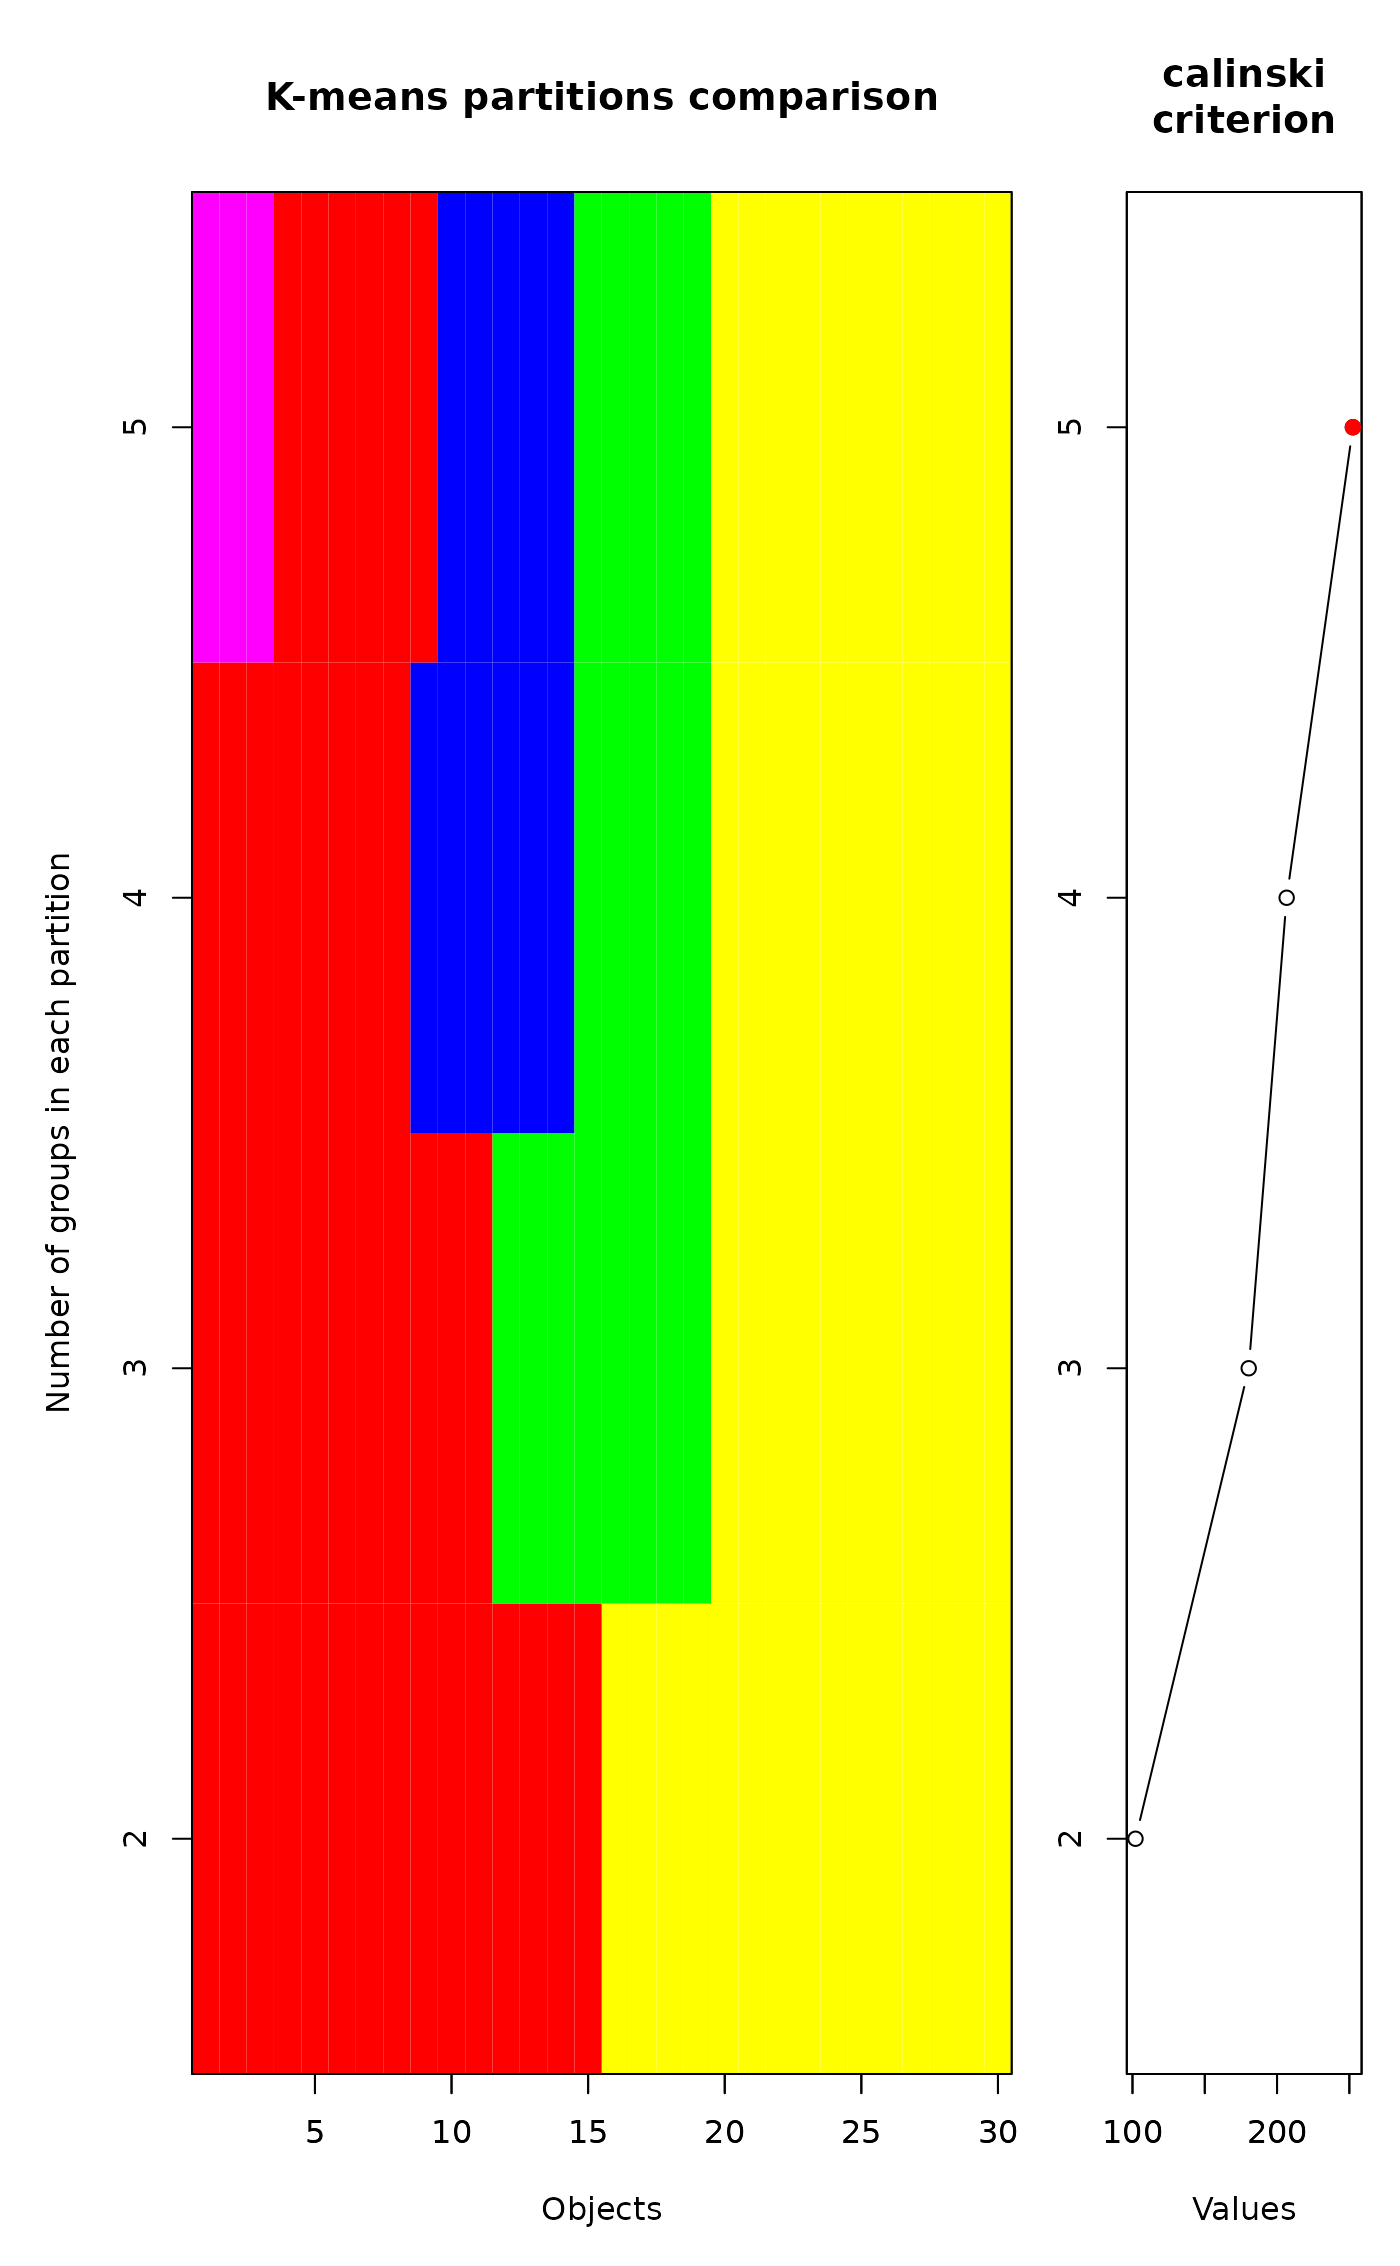 K-means partitions comparison
calinski
criterion
Number of groups in each partition
5
4
3
2
5
4
3
2
5 10 15 20 25 30
100 200
Objects
Values